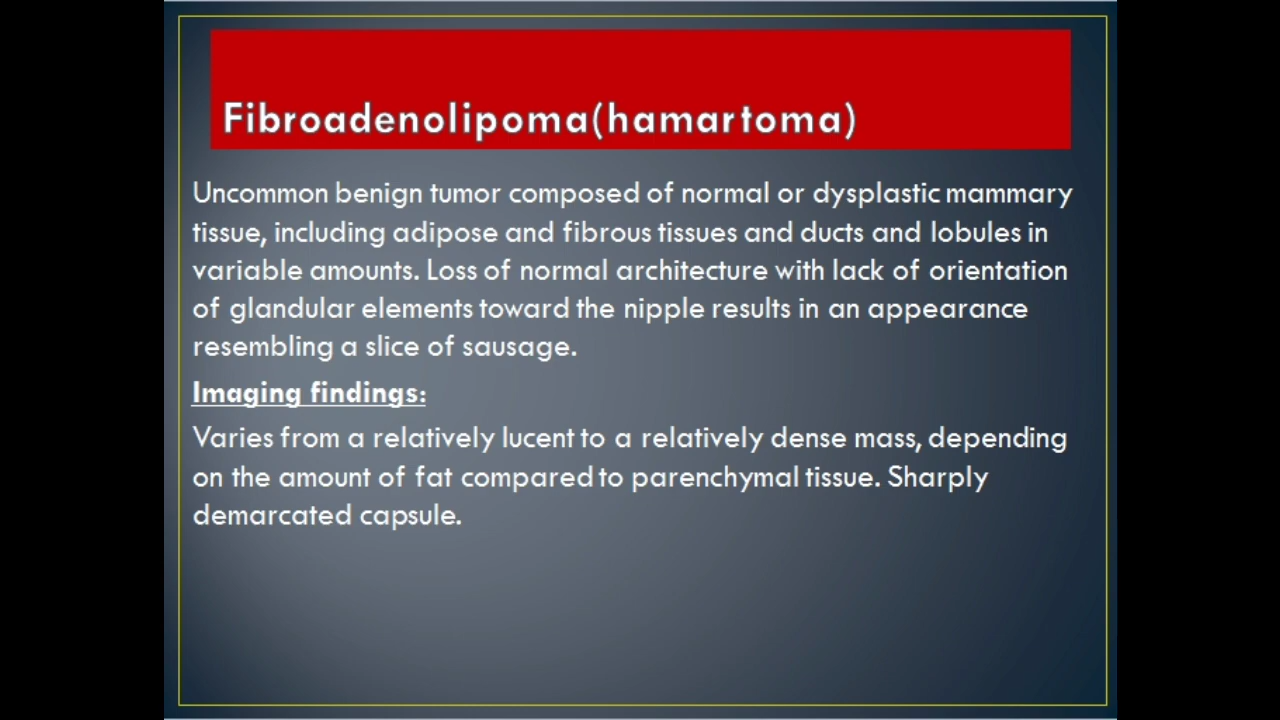 Fibroadenolipoma(hamartoma)
Uncommon benign tumor composed of normal or dysplastic mammary
tissue, including adipose and fibrous tissues and ducts and lobules in
variable amounts. Loss of normal architecture with lack of orientation
of glandular elements toward the nipple results in an appearance
resembling a slice of sausage.
Imaging findings:
Varies from a relatively lucent to a relatively dense mass, depending
on the amount of fat compared to parenchymal tissue. Sharply
demarcated capsule.